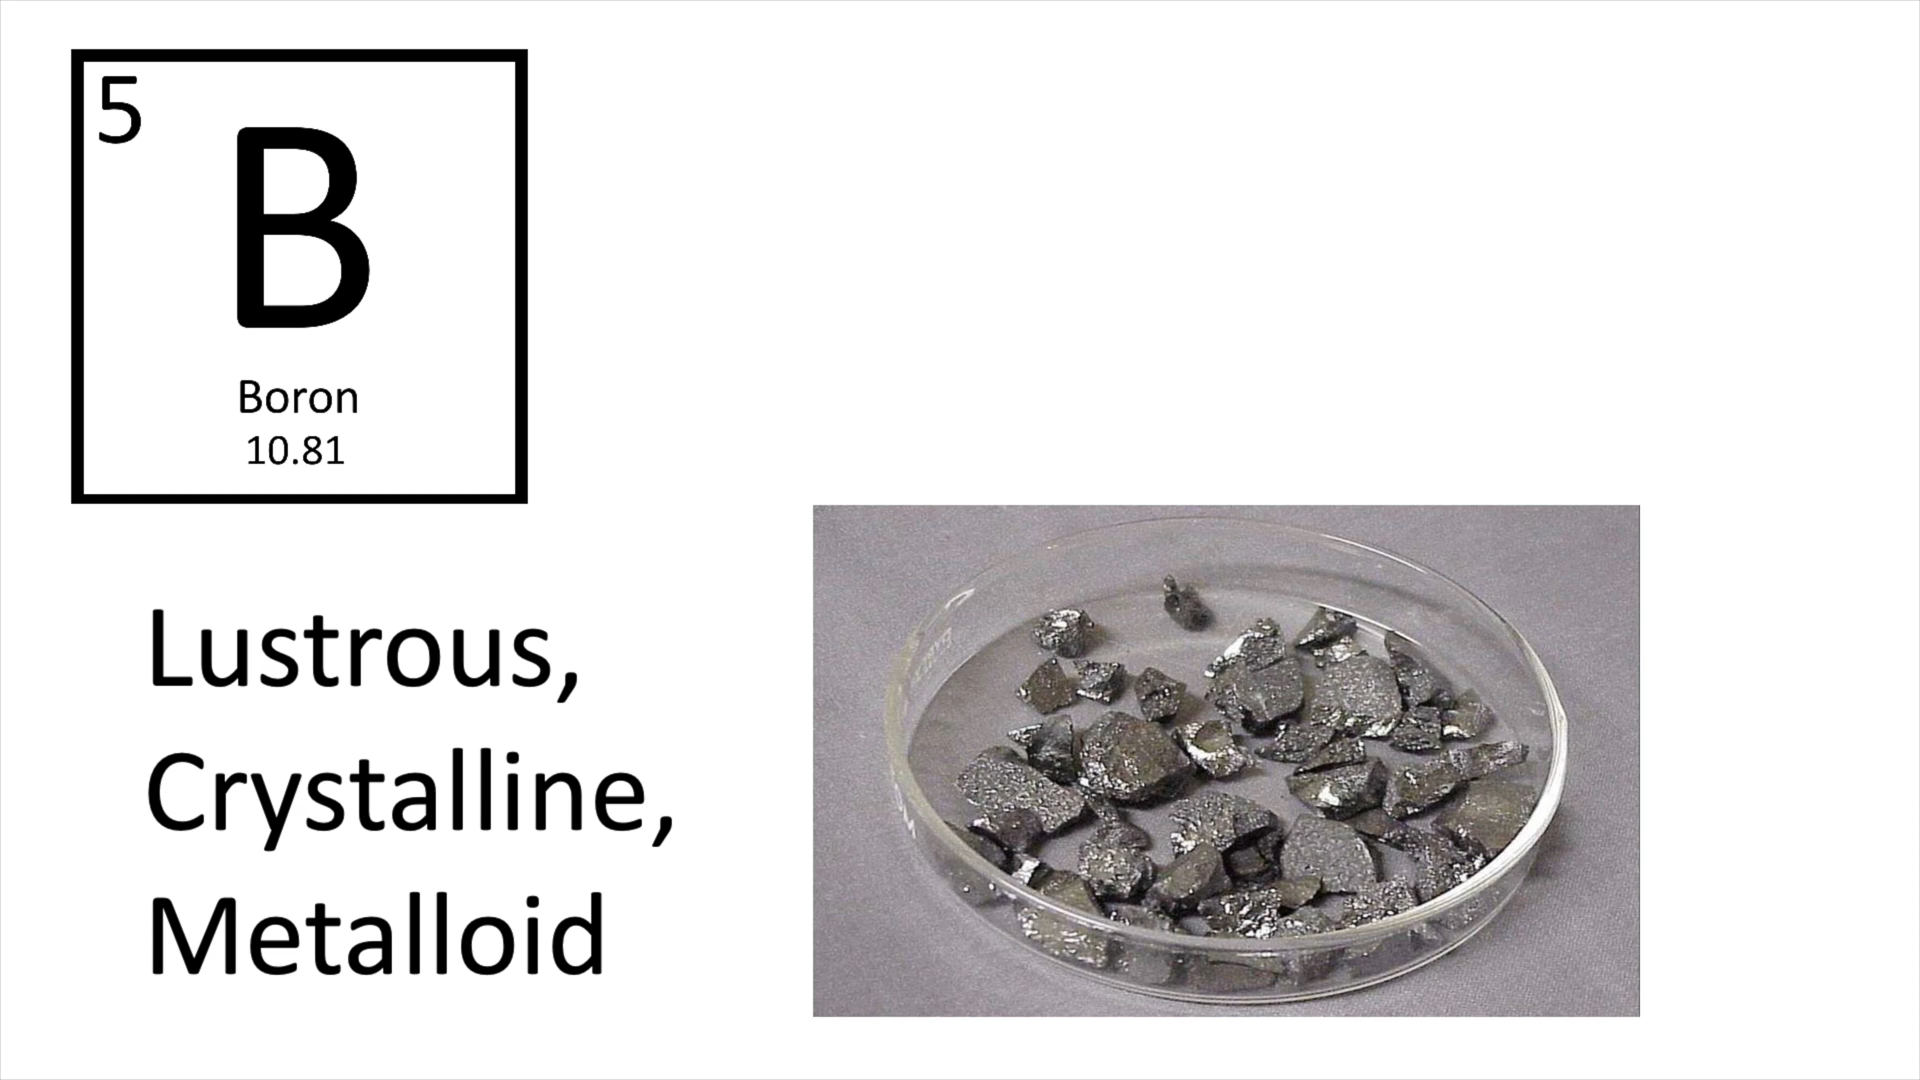 5
B
Boron
10.81
Lustrous,
Crystalline,
Metalloid